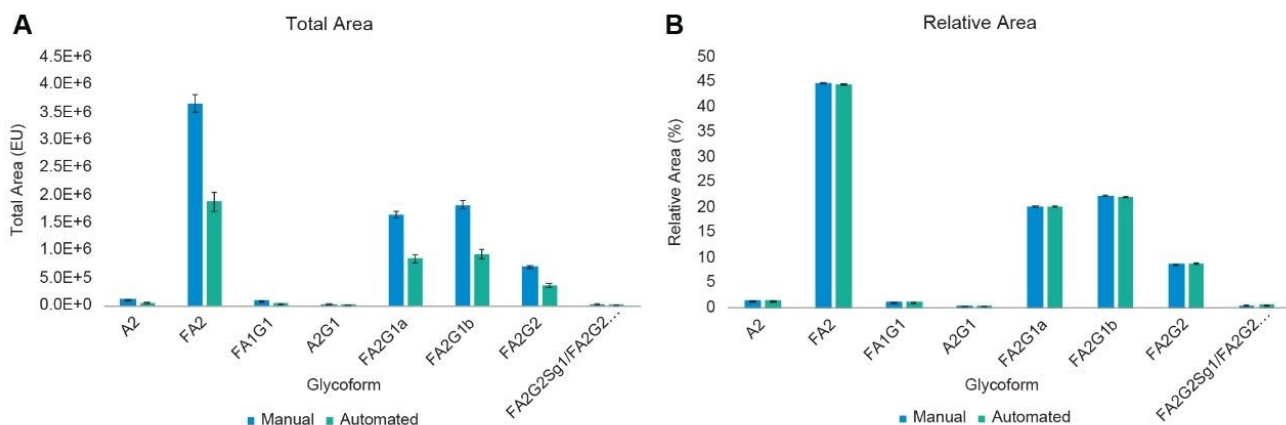 A
Total Area
Total Area (EU)
4.5E+6
4.0E+6
3.5E+6
3.0E+6
2.5E+6
2.0E+6
1.5E+6
1.0E+6
5.0E+5
0.0E+0
A2
FA2
FA1G1
A2G1
FA2G1a
FA2G1b
FA2G2
FA2G2Sg1/FA2G2...
Glycoform
Manual Automated
B
Relative Area
Relative Area (%)
50
45
40
35
30
25
20
15
10
5
0
A2
FA2
FA1G1
A2G1
FA2G1a
FA2G1b
FA2G2
FA2G2Sg1/FA2G2...
Glycoform
Manual Automated